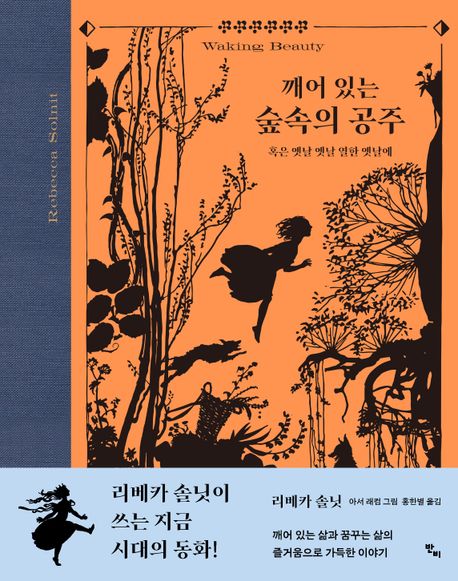 Waking Beauty
깨어 있는
숲속의 공주
혹은 옛날 옛날 열한 옛날에
Rebecca Solnit
리베카 솔닛이
쓰는 지금
시대의 동화!
리베카 솔닛 아서 래컴 그림 홍한별 옮김
깨어 있는 삶과 꿈꾸는 삶의
즐거움으로 가득한 이야기
반비